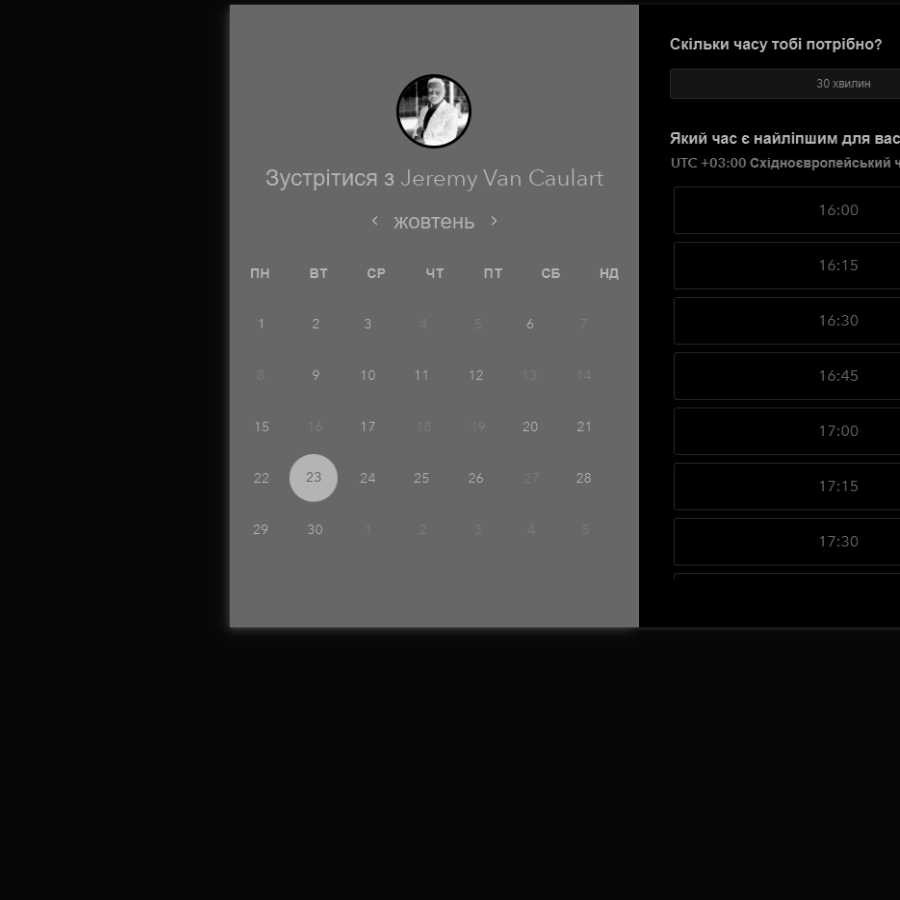 Зустрітися з Jeremy Van Caulart
жовтень
ПН ВТ СР ЧТ ПТ СБ НД
1 2 3 4 5 6 7
8 9 10 11 12 13 14
15 16 17 18 19 20 21
22 23 24 25 26 27 28
29 30 1 2 3 4 5
Скільки часу тобі потрібно?
30 хвилин
Який час є найліпшим для вас
UTC +03:00 Східноєвропейський
16:00
16:15
16:30
16:45
17:00
17:15
17:30